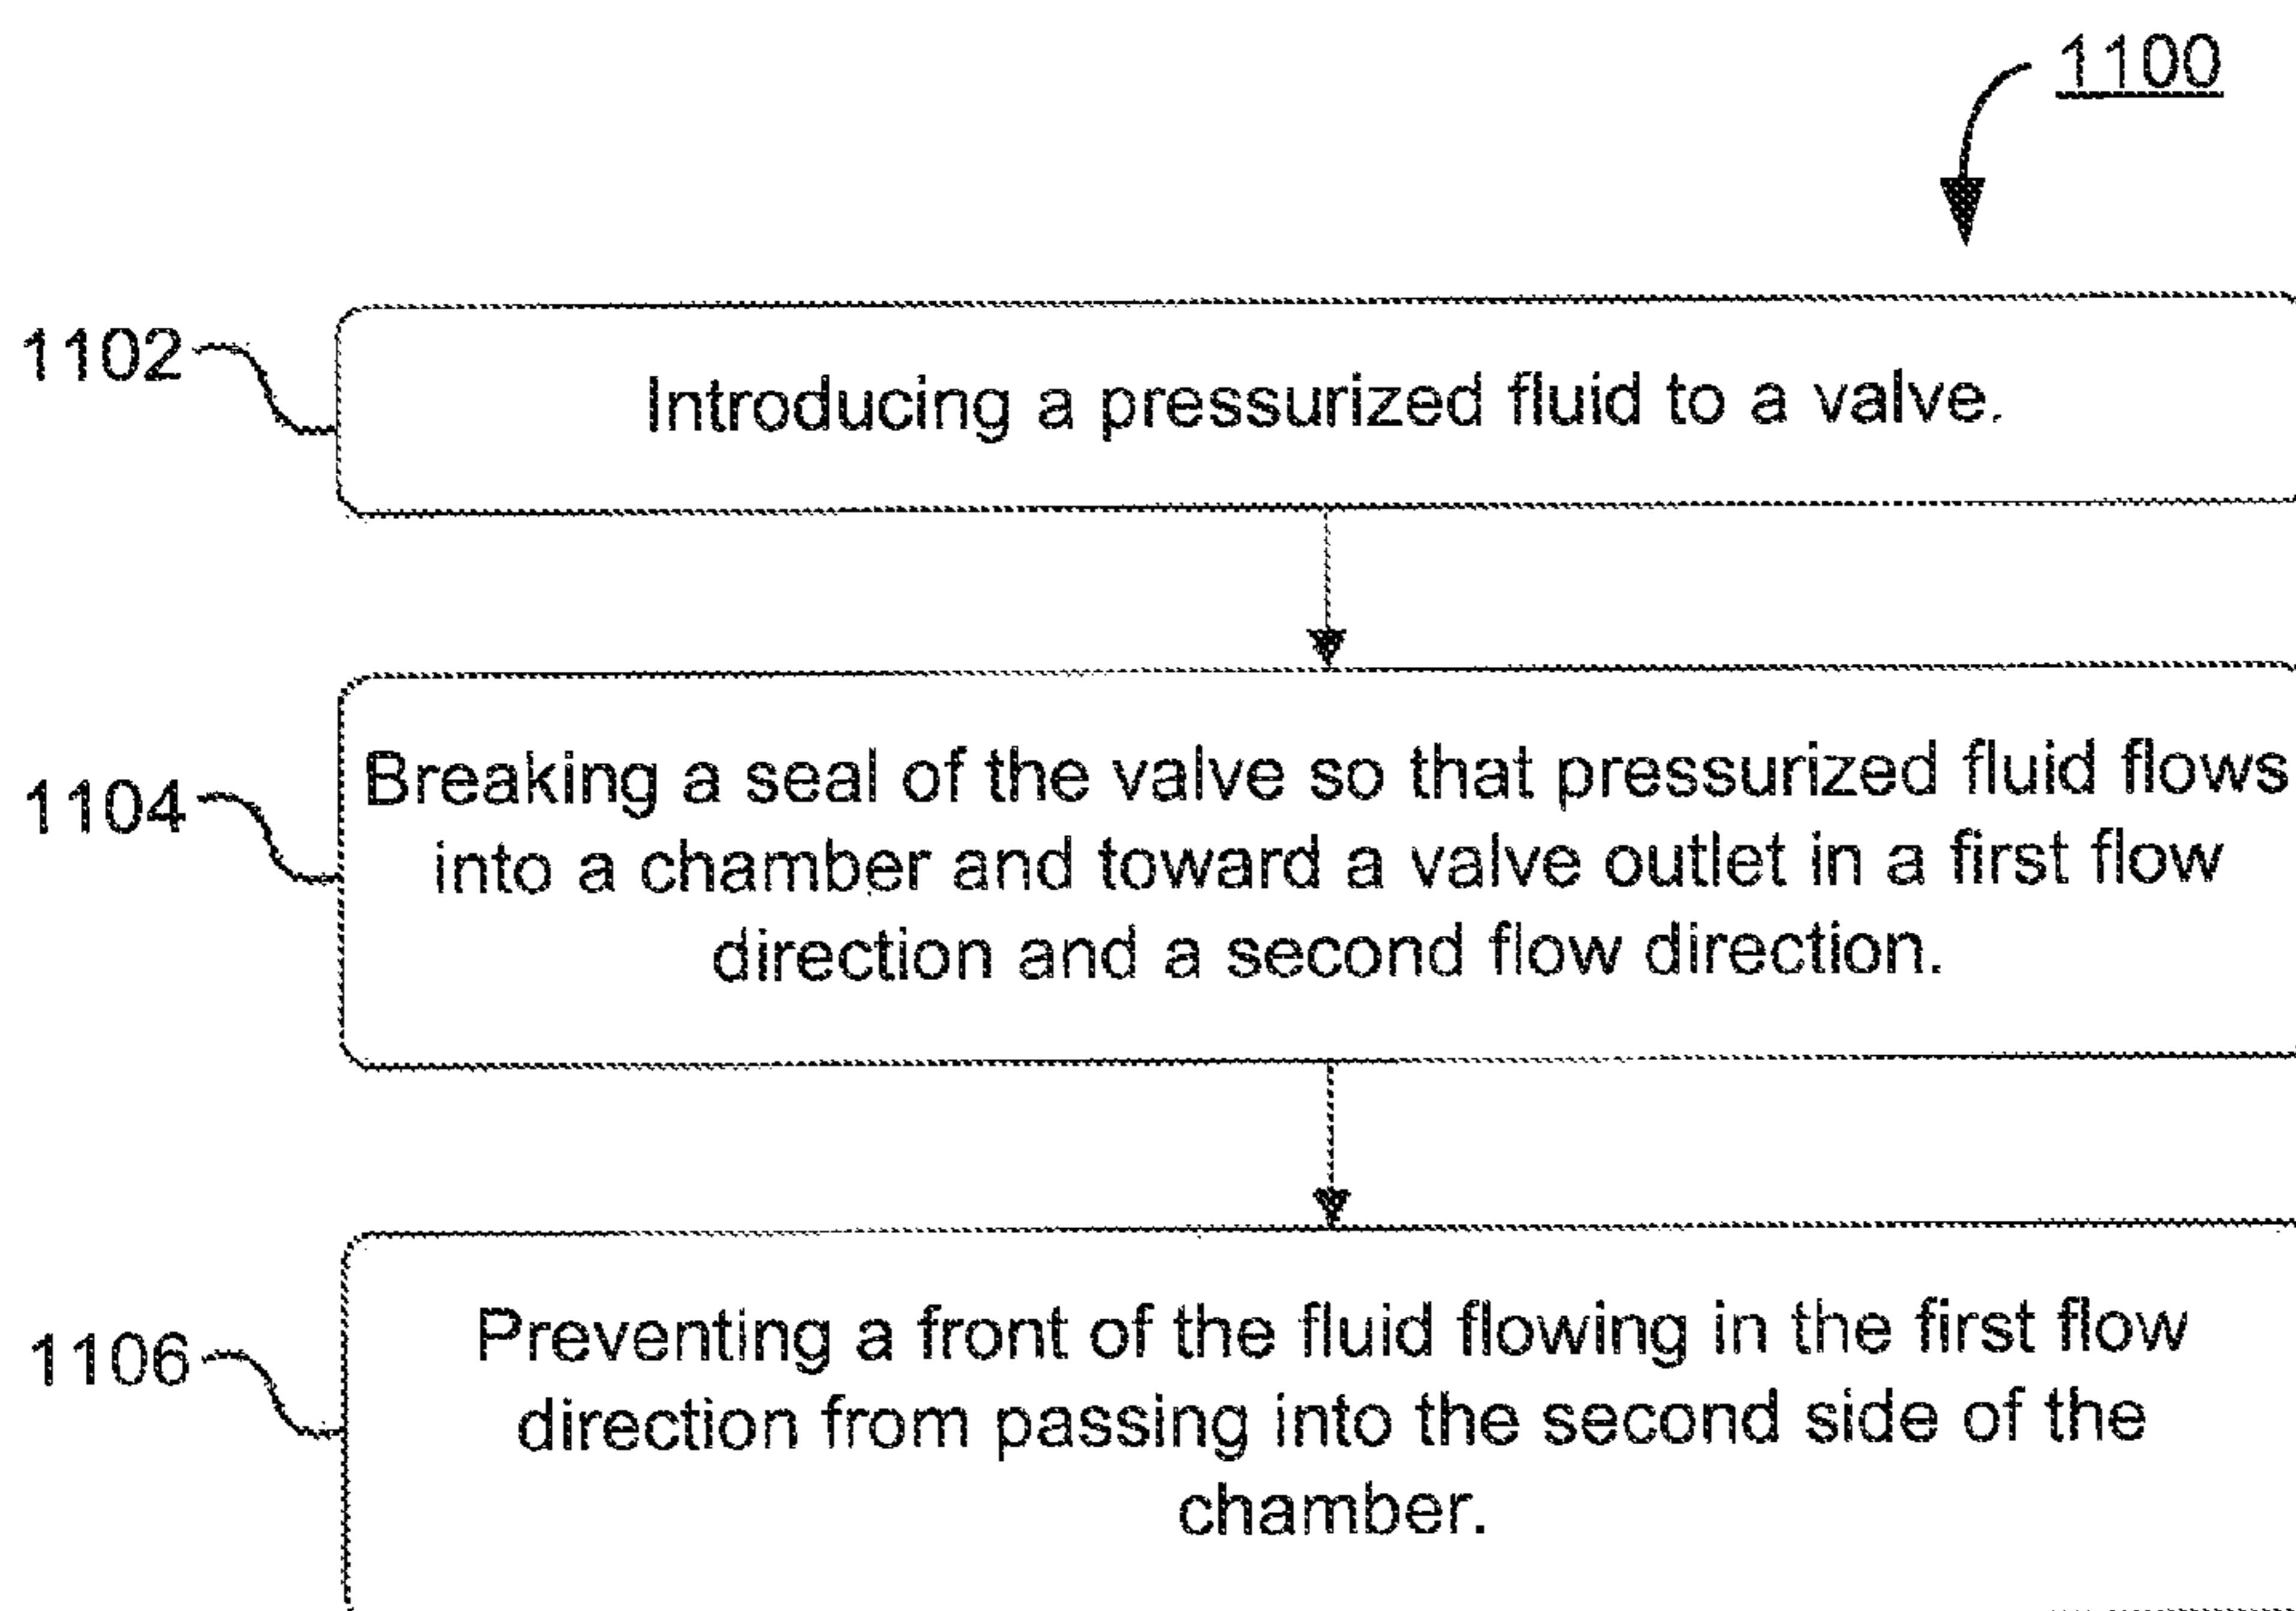 1100
1102
Introducing a pressurized fluid to a valve.
1104
Breaking a seal of the valve so that pressurized fluid flows
into a chamber and toward a valve outlet in a first flow
direction and a second flow direction.
1106
Preventing a front of the fluid flowing in the first flow
direction from passing into the second side of the
chamber.